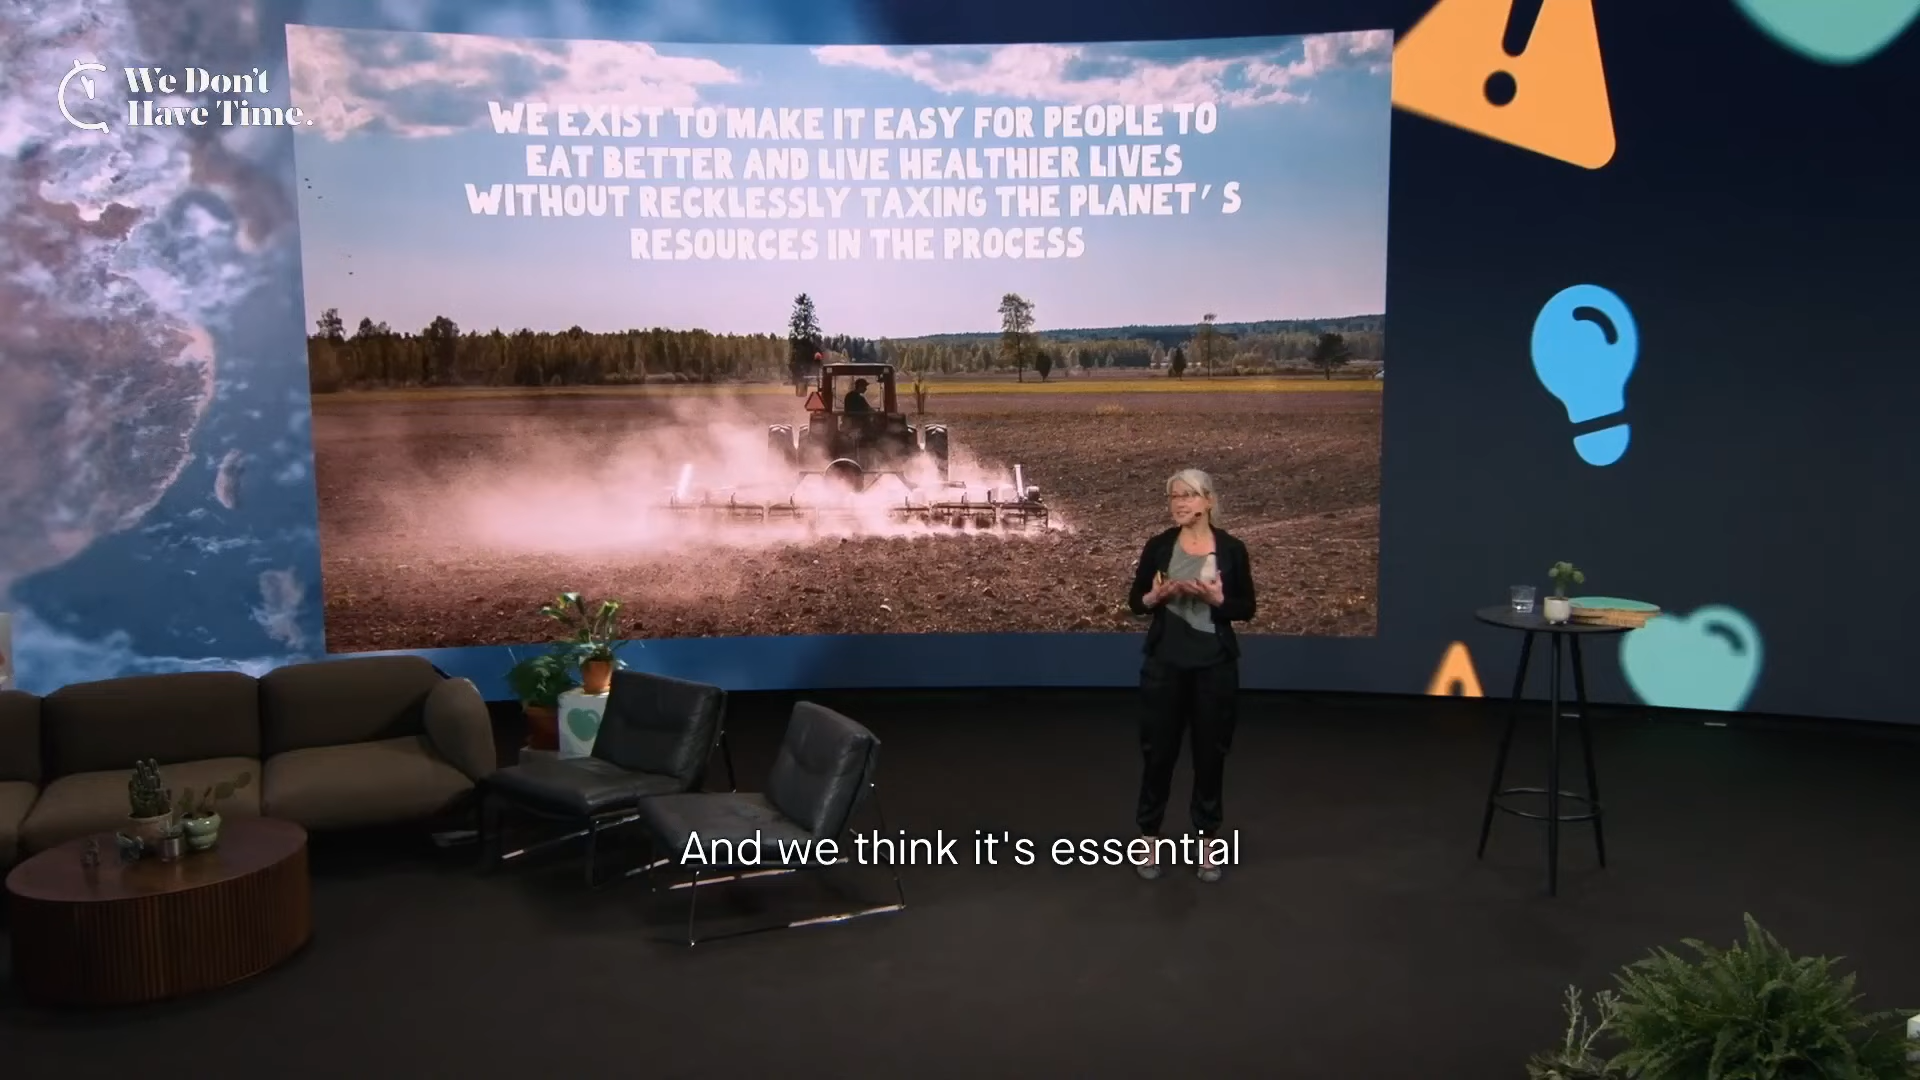 We Don't
Have Time.
WE EXIST TO MAKE IT EASY FOR PEOPLE TO
EAT BETTER AND LIVE HEALTHIER LIVES
WITHOUT RECKLESSLY TAXING THE PLANET'S
RESOURCES IN THE PROCESS
And we think it's essential